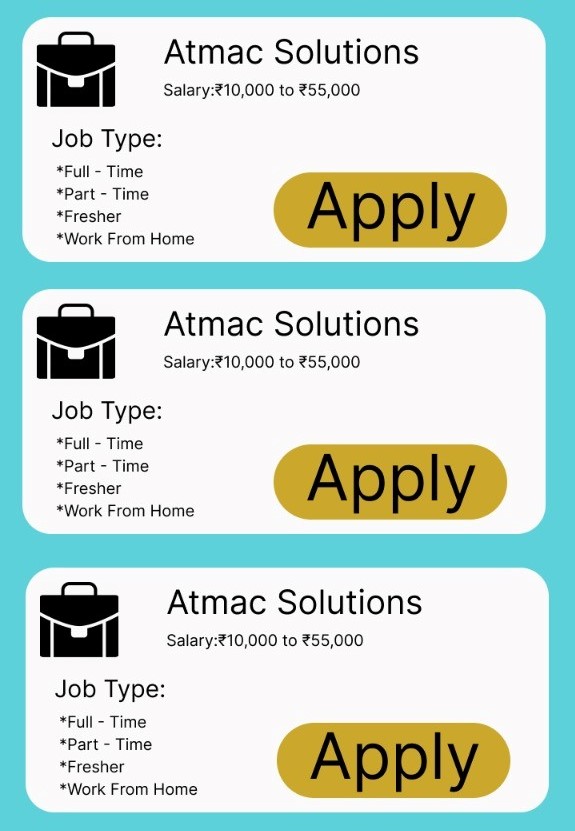 Atmac Solutions
Salary:₹10,000 to ₹55,000
Job Type:
*Full - Time
*Part - Time
*Fresher
*Work From Home
Apply
Atmac Solutions
Salary:₹10,000 to ₹55,000
Job Type:
*Full - Time
*Part - Time
*Fresher
*Work From Home
Apply
Atmac Solutions
Salary:₹10,000 to ₹55,000
Job Type:
*Full - Time
*Part - Time
*Fresher
*Work From Home
Apply